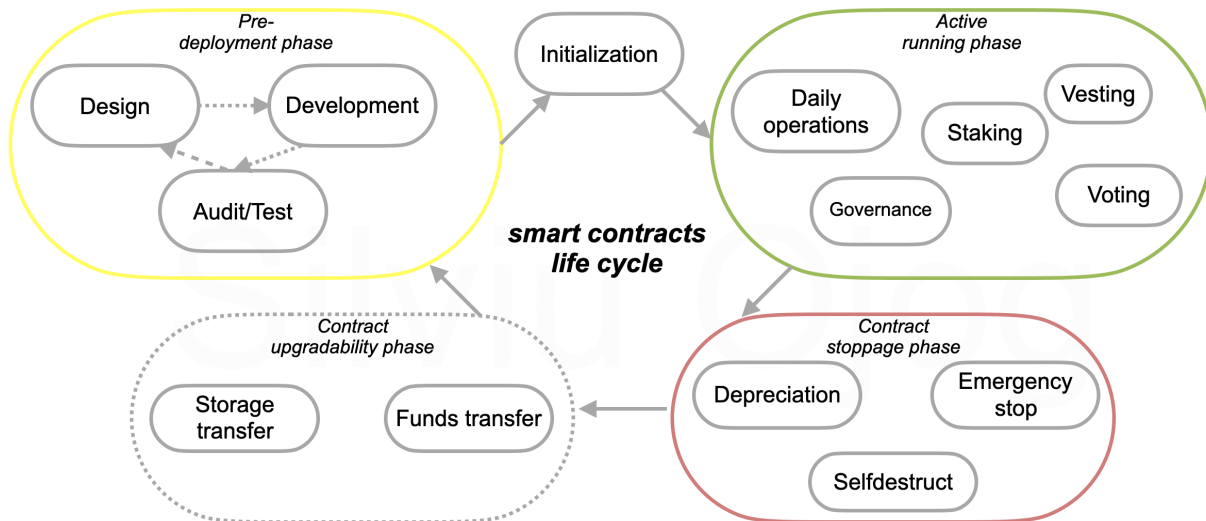 Pre-
deployment phase
Design
Development
Audit/Test
Initialization
Active
running phase
Daily
operations
Staking
Vesting
Governance
Voting
smart contracts
life cycle
Contract
upgradability phase
Storage
transfer
Funds transfer
Contract
stoppage phase
Depreciation
Emergency
stop
Selfdestruct